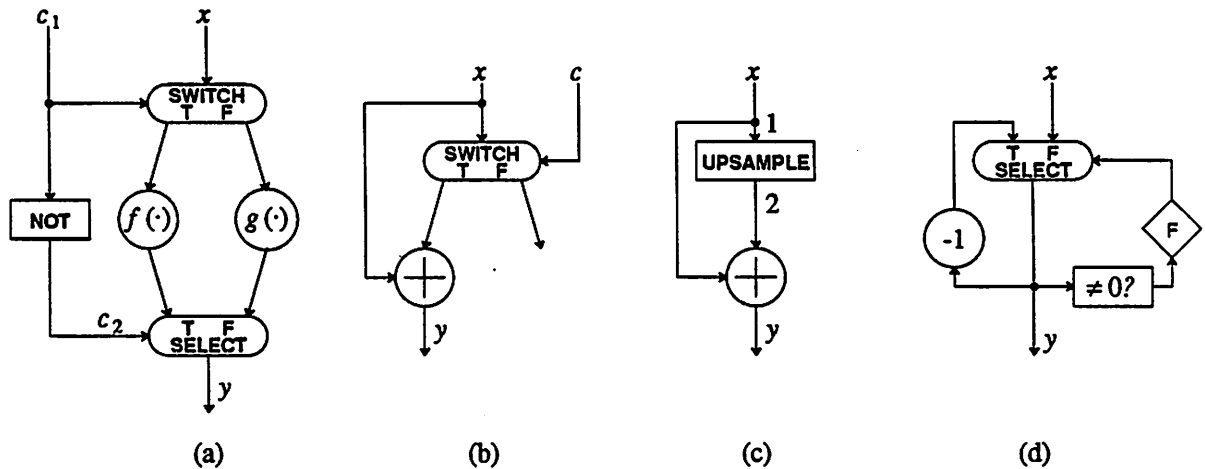 c₁
x
SWITCH
T F
NOT
f(·)
g(·)
c₂
T F
SELECT
y
(a)
x
c
SWITCH
T F
y
(b)
x
1
UPSAMPLE
2
y
(c)
x
T F
SELECT
-1
F
≠0?
y
(d)